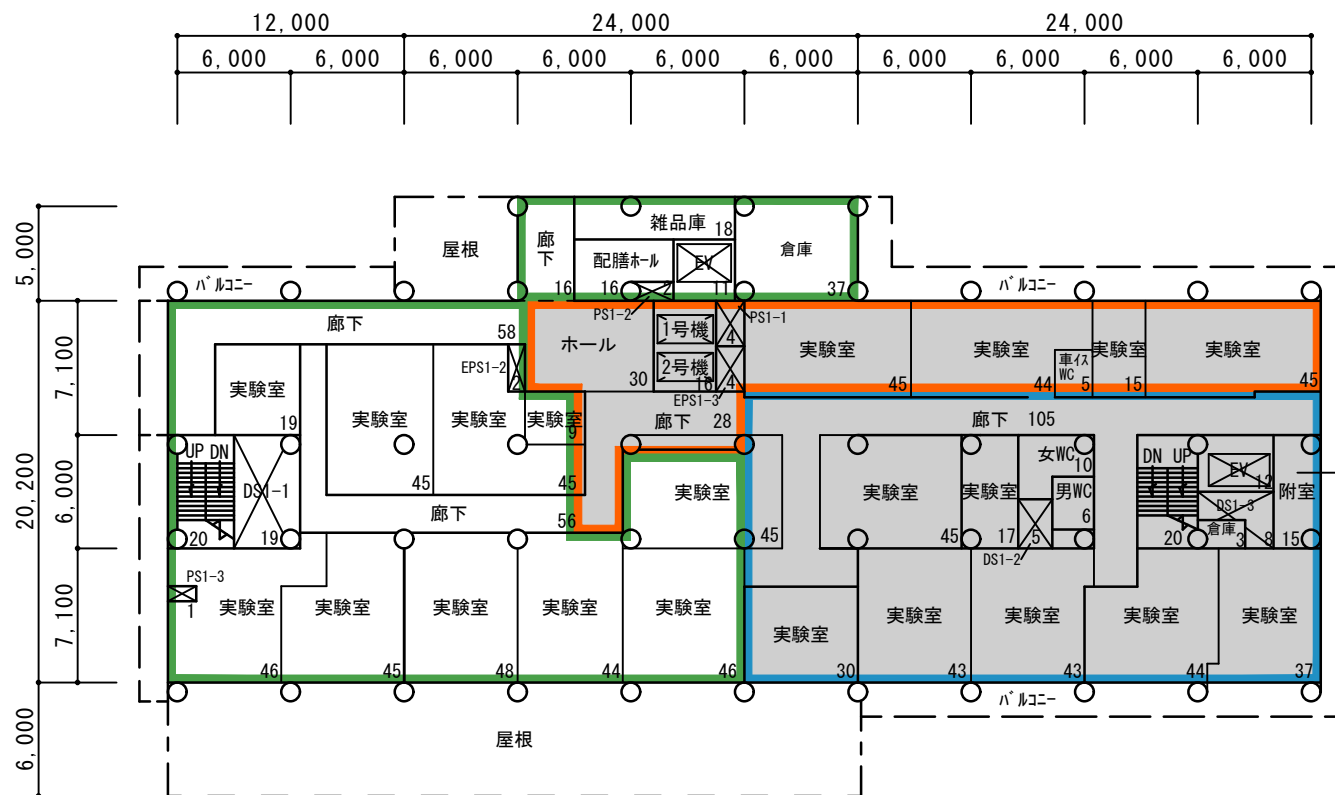 12,000 24,000 24,000
6,000 6,000 6,000 6,000 6,000 6,000 6,000 6,000 6,000 6,000
5,000
7,100
20,200
6,000
7,100
6,000
屋根
廊下
16
雑品庫
18
配膳ホール
16
2
EV
11
倉庫
37
バルコニー
バルコニー
PS1-2
PS1-1
廊下
58
EPS1-2
2
ホール
30
1号機
2号機
16
4
4
EPS1-3
実験室
45
実験室
44
車イス
WC
5
実験室
15
実験室
45
実験室
19
実験室
45
実験室
45
実験室
9
廊下
28
廊下 105
UP DN
20
DS1-1
19
廊下
56
実験室
45
実験室
45
実験室
17
女WC
10
男WC
6
5
DS1-2
DN UP
20
EV
12
DS1-3
倉庫
3
8
附室
15
PS1-3
1
実験室
46
実験室
45
実験室
48
実験室
44
実験室
46
実験室
30
実験室
43
実験室
43
実験室
44
実験室
37
バルコニー
屋根